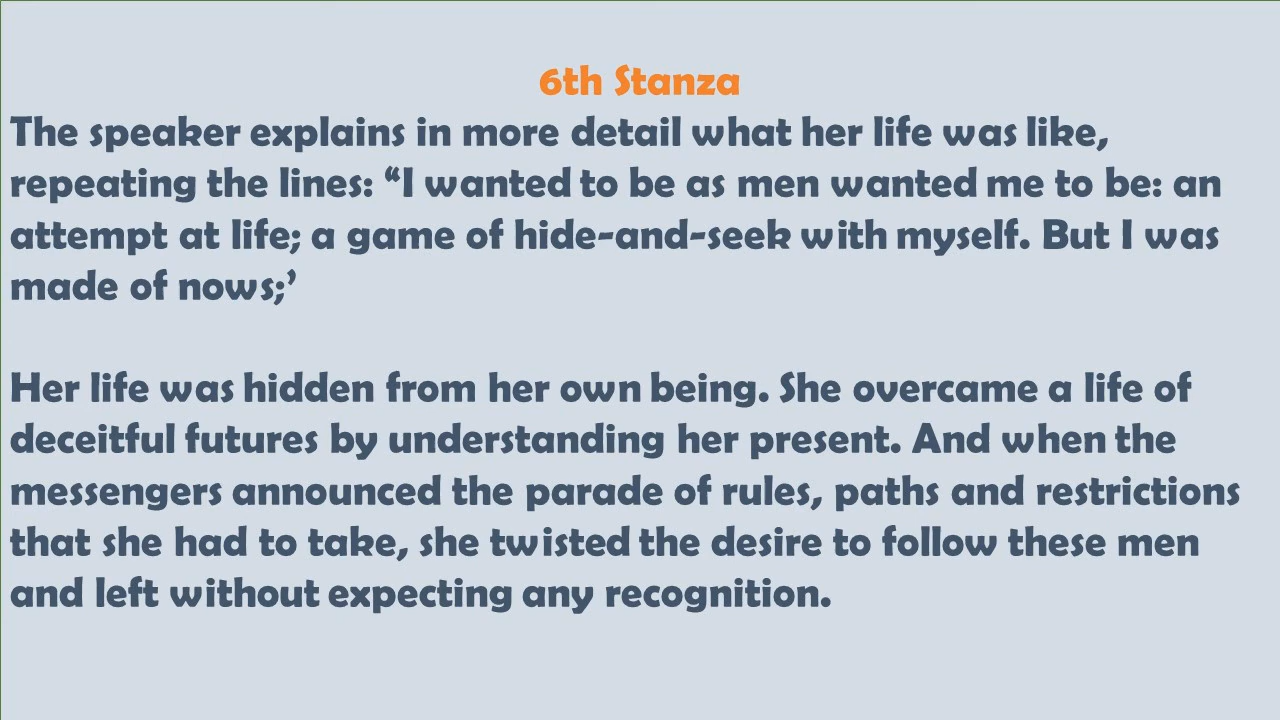 6th Stanza
The speaker explains in more detail what her life was like,
repeating the lines: “I wanted to be as men wanted me to be: an
attempt at life; a game of hide-and-seek with myself. But I was
made of nows;’
Her life was hidden from her own being. She overcame a life of
deceitful futures by understanding her present. And when the
messengers announced the parade of rules, paths and restrictions
that she had to take, she twisted the desire to follow these men
and left without expecting any recognition.